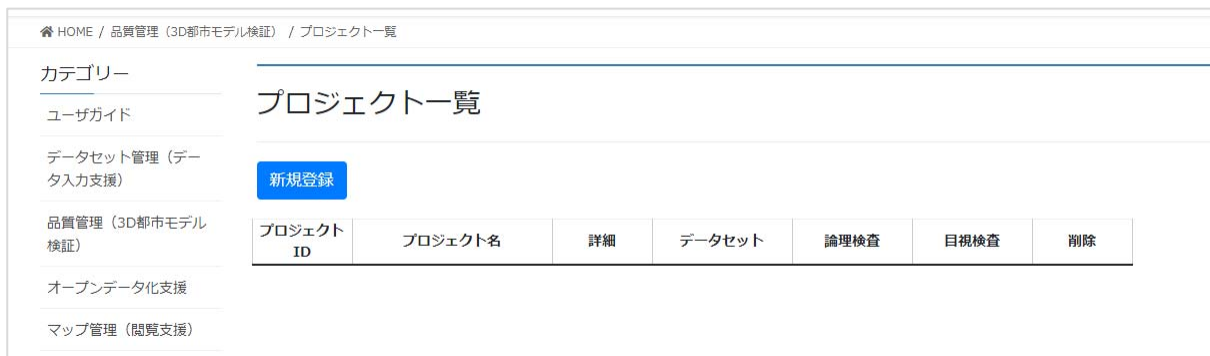 HOME / 品質管理（3D都市モデル検証） / プロジェクト一覧
カテゴリー
ユーザガイド
データセット管理（デー
タ入力支援）
品質管理（3D都市モデル
検証）
オープンデータ化支援
マップ管理（閲覧支援）
プロジェクト一覧
新規登録
プロジェクト
ID
プロジェクト名
詳細
データセット
論理検査
目視検査
削除